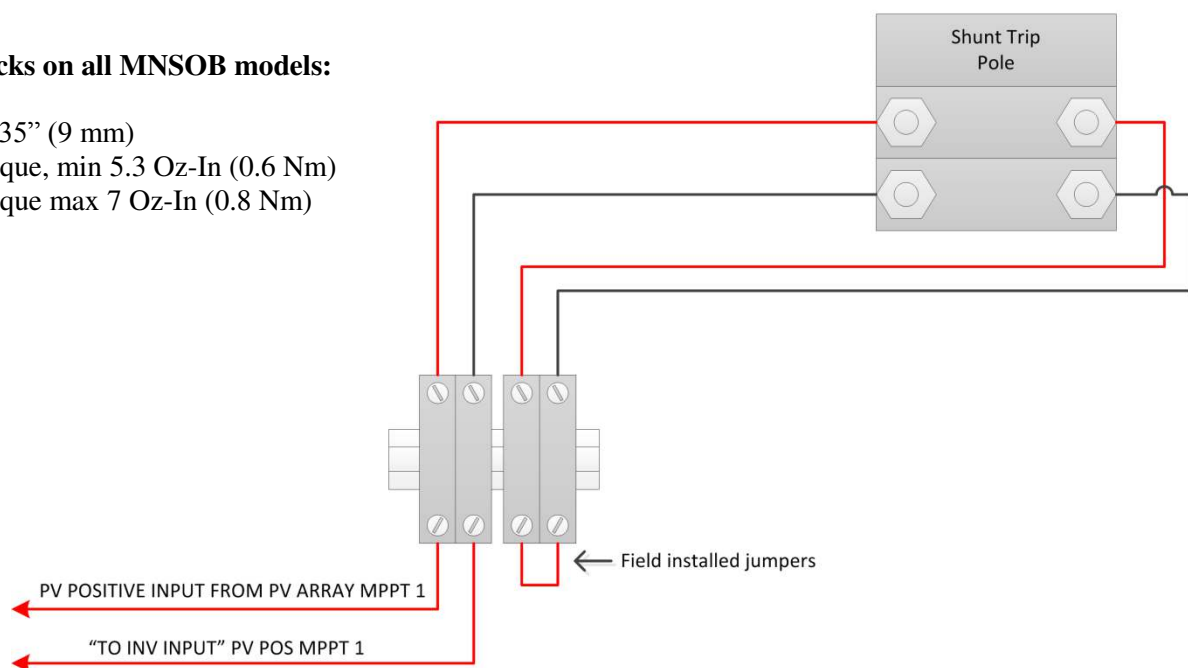 cks on all MNSOB models:
35” (9 mm)
que, min 5.3 Oz-In (0.6 Nm)
que max 7 Oz-In (0.8 Nm)
Shunt Trip
Pole
Field installed jumpers
PV POSITIVE INPUT FROM PV ARRAY MPPT 1
“TO INV INPUT” PV POS MPPT 1